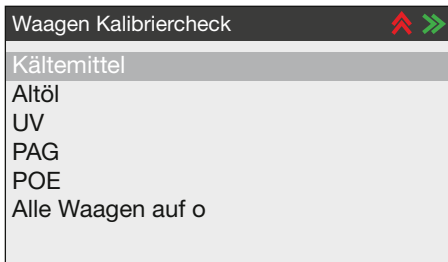 Waagen Kalibriercheck
Kältemittel
Altöl
UV
PAG
POE
Alle Waagen auf o